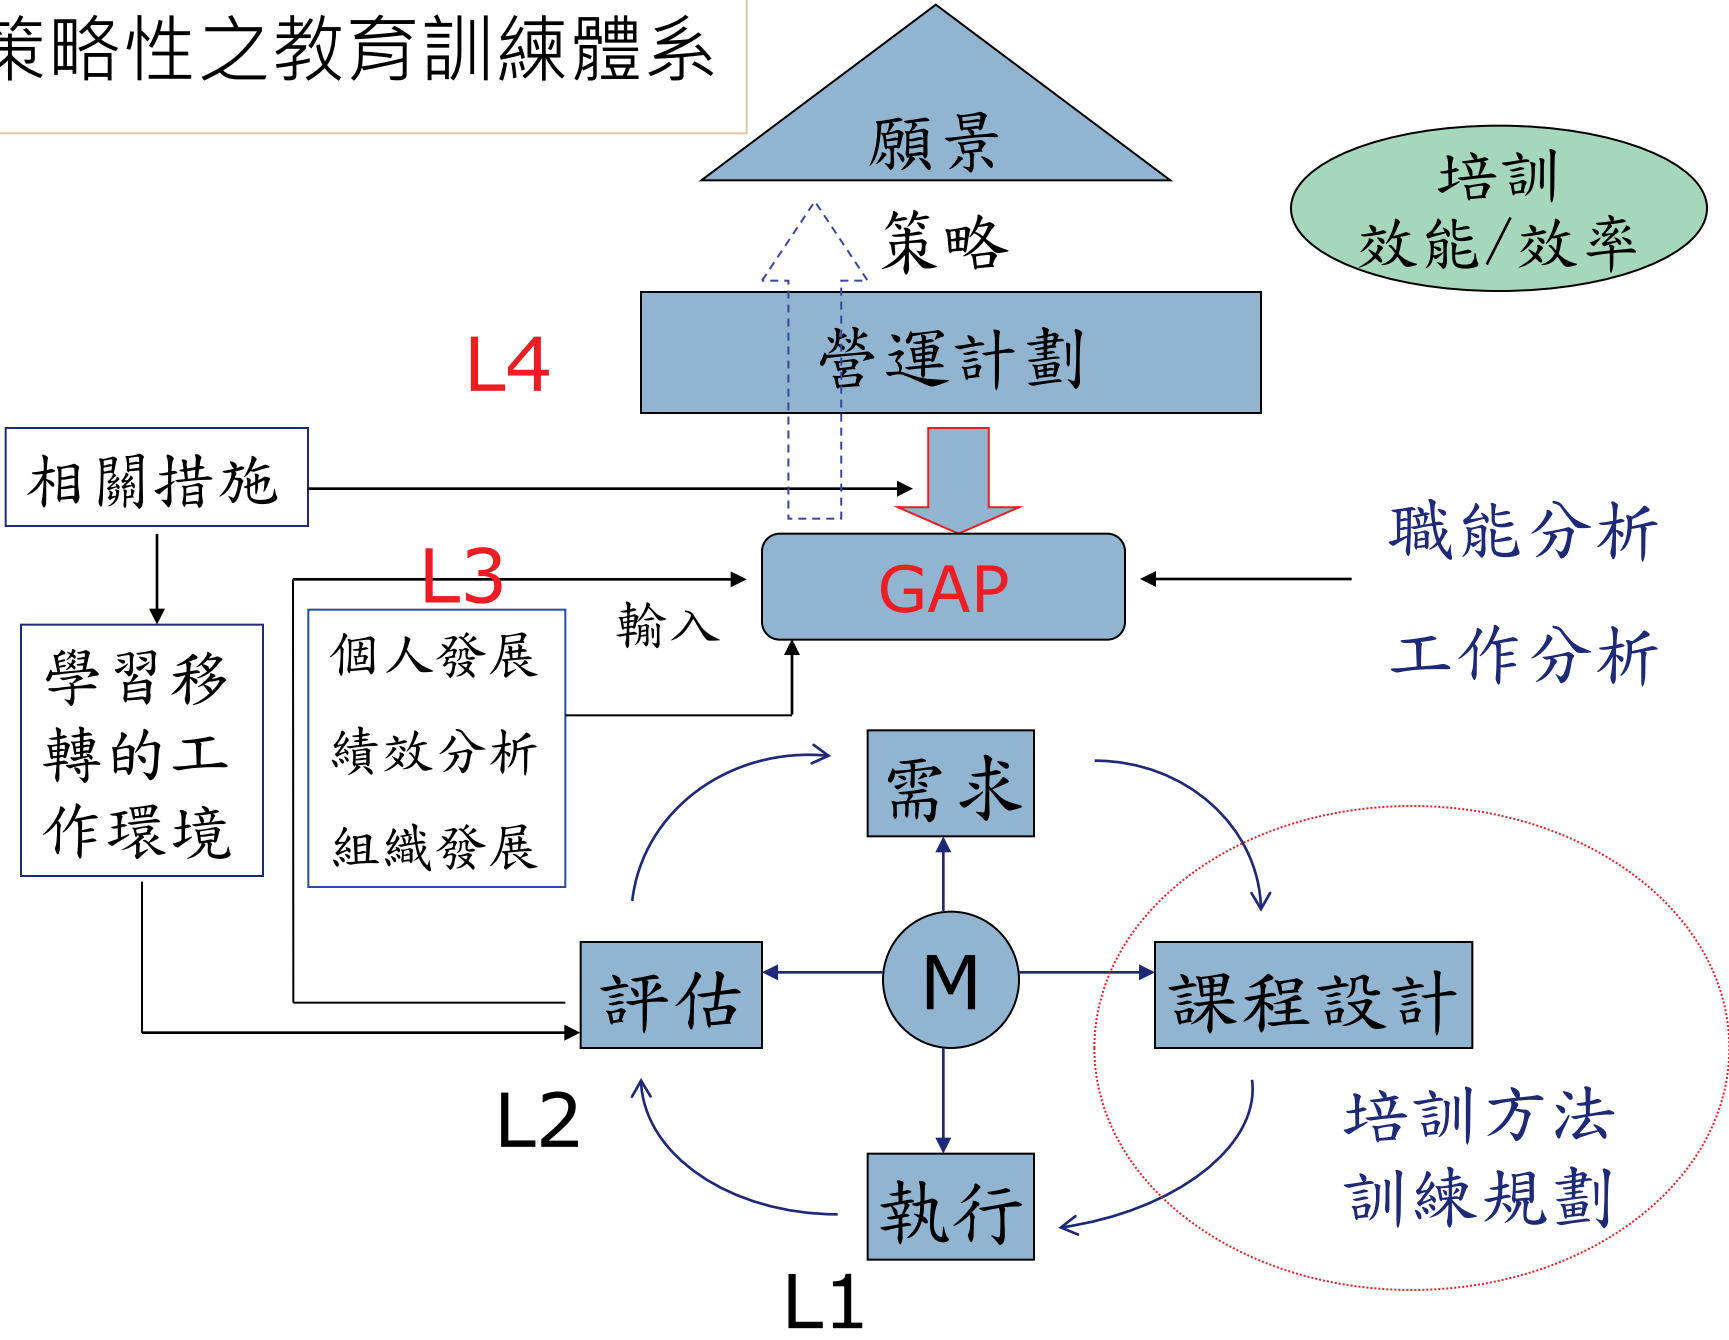 策略性之教育訓練體系
願景
培訓
效能/效率
策略
L4
營運計劃
相關措施
職能分析
L3
GAP
輸入
個人發展
工作分析
學習移
轉的工
作環境
績效分析
組織發展
需求
評估
M
課程設計
L2
培訓方法
訓練規劃
執行
L1